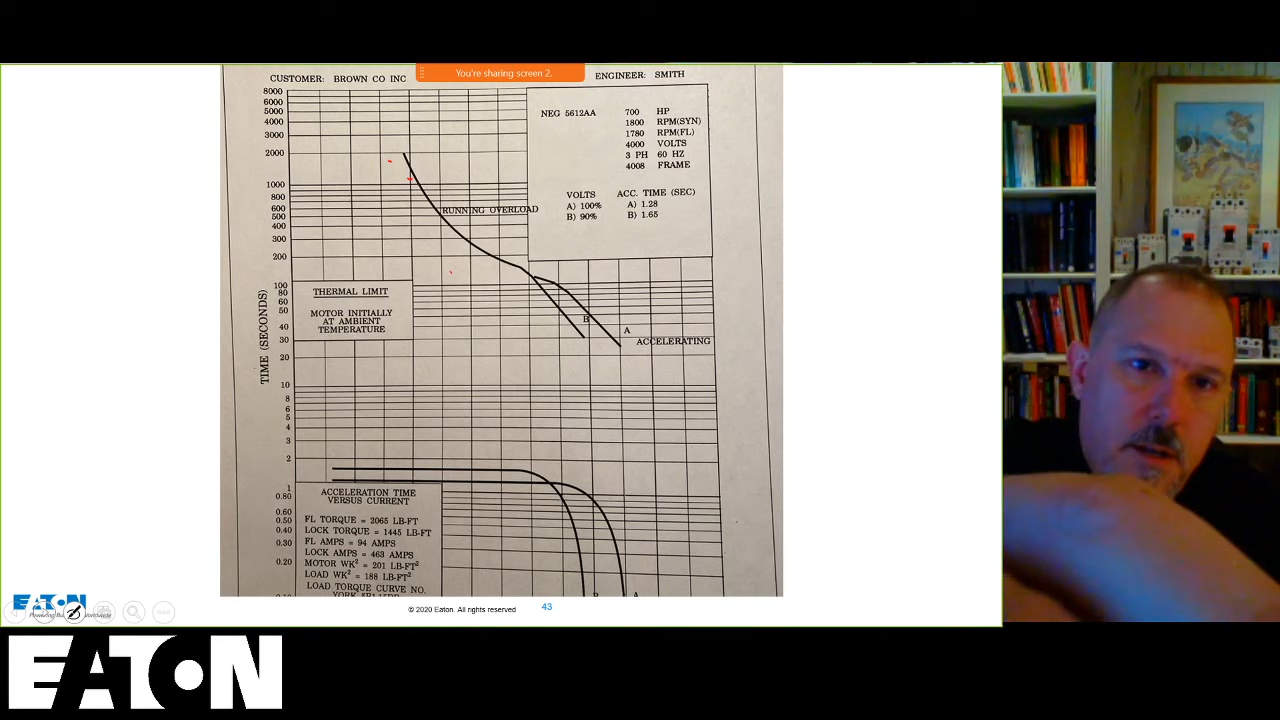 You're sharing screen 2.
CUSTOMER: BROWN CO INC
ENGINEER: SMITH
NEG 5612AA 700 HP
1800 RPM(SYN)
1780 RPM(FL)
4000 VOLTS
3 PH 60 HZ
4008 FRAME
VOLTS ACC. TIME (SEC)
A) 100% A) 1.28
B) 90% B) 1.65
TIME (SECONDS)
8000
6000
5000
4000
3000
2000
1000
800
600
500
400
300
200
100
80
60
50
40
30
20
10
8
6
5
4
3
2
1
0.80
0.60
0.50
0.40
0.30
0.20
RUNNING OVERLOAD
THERMAL LIMIT
MOTOR INITIALLY
AT AMBIENT
TEMPERATURE
B
A
ACCELERATING
ACCELERATION TIME
VERSUS CURRENT
FL TORQUE = 2065 LB-FT
LOCK TORQUE = 1445 LB-FT
FL AMPS = 94 AMPS
LOCK AMPS = 463 AMPS
MOTOR WK² = 201 LB-FT²
LOAD WK² = 188 LB-FT²
LOAD TORQUE CURVE NO.
EATON
© 2020 Eaton. All rights reserved
43
EATON